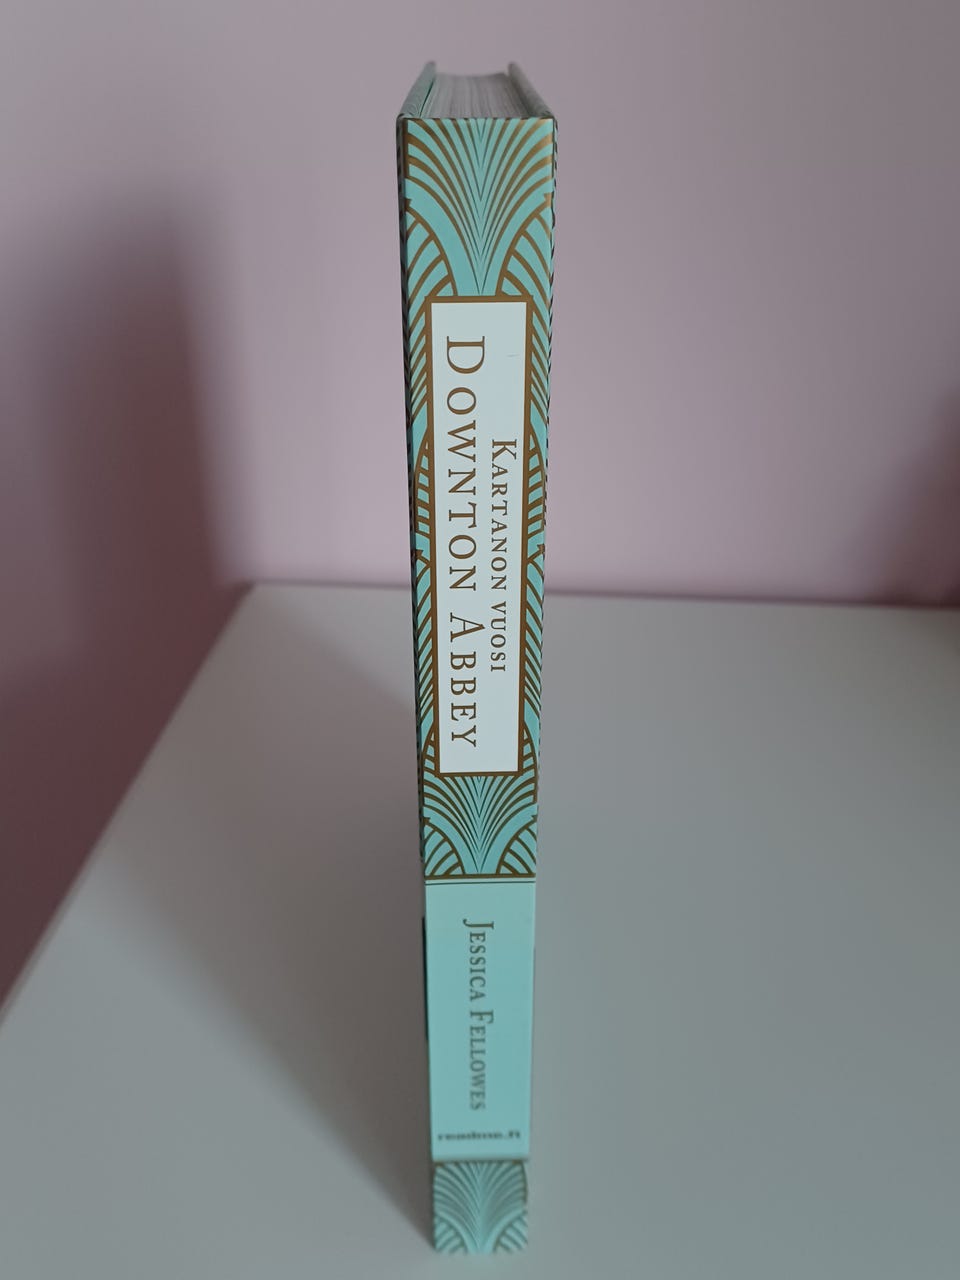 Kartanon vuosi
Downton Abbey
Jessica Fellowes
readme.fi